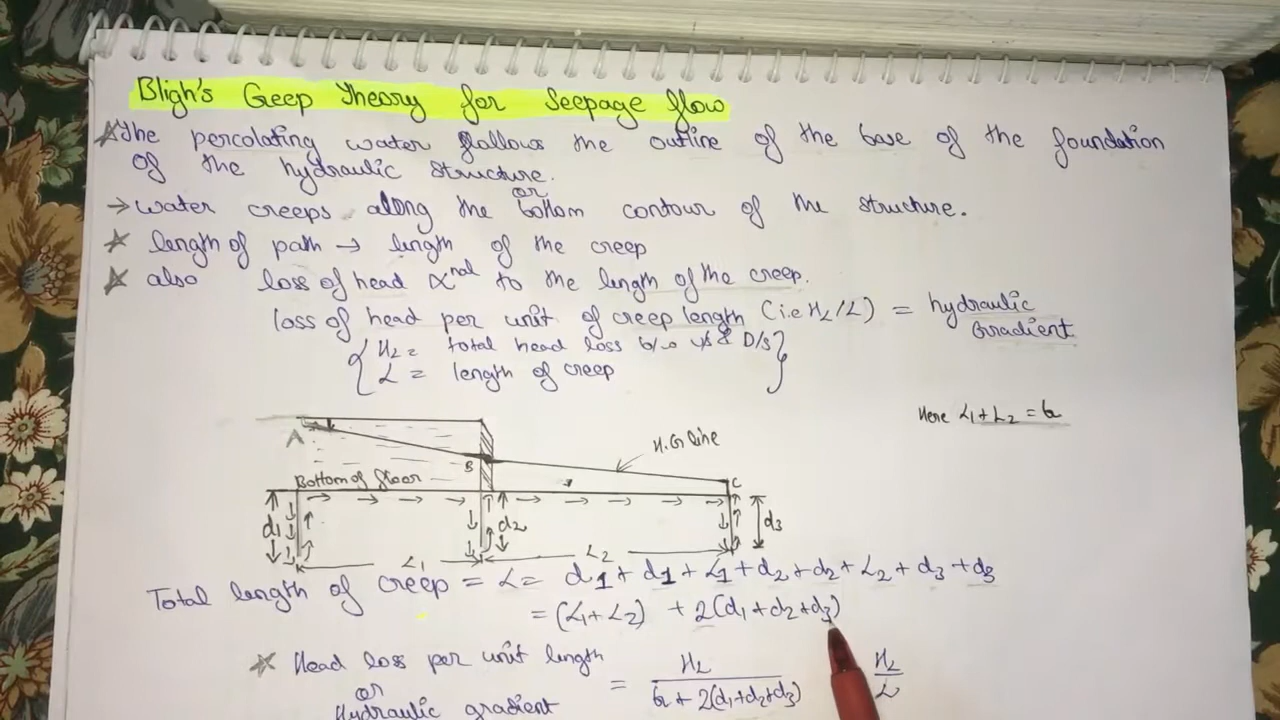 Bligh's Creep Theory for Seepage flow
The percolating water follows the outline of the base of the foundation
of the hydraulic structure.
or
→ water creeps along the bottom contour of the structure.
length of path → length of the creep
also loss of head ∝nal to the length of the creep.
loss of head per unit of creep length (i.e HL/L) = hydraulic
Gradient
{ HL = total head loss b/w u/s & D/s }
L = length of creep
Here L1+L2 = b
H.G line
A
B
C
Bottom of floor
d1
d2
d3
L1
L2
Total length of creep = L = d1 + d1 + L1 + d2 + d2 + L2 + d3 + d3
= (L1+L2) + 2(d1+d2+d3)
Head loss per unit length
or
Hydraulic gradient
= HL
b + 2(d1+d2+d3)
HL
L